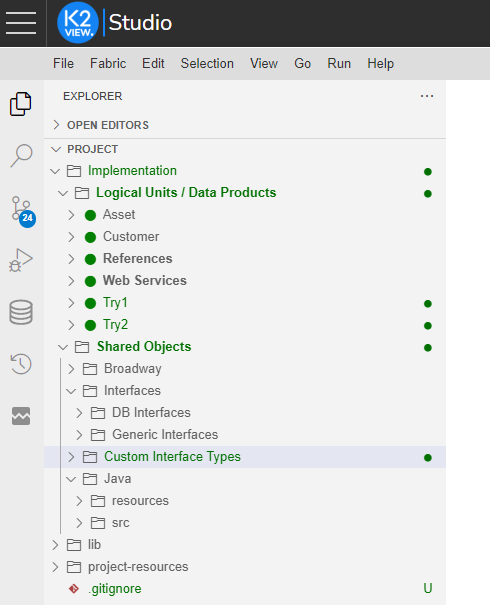 K2 VIEW. Studio
File Fabric Edit Selection View Go Run Help
EXPLORER ...
OPEN EDITORS
PROJECT
Implementation
Logical Units / Data Products
Asset
24
Customer
References
Web Services
Try1
Try2
Shared Objects
Broadway
Interfaces
DB Interfaces
Generic Interfaces
Custom Interface Types
Java
resources
src
lib
project-resources
.gitignore U